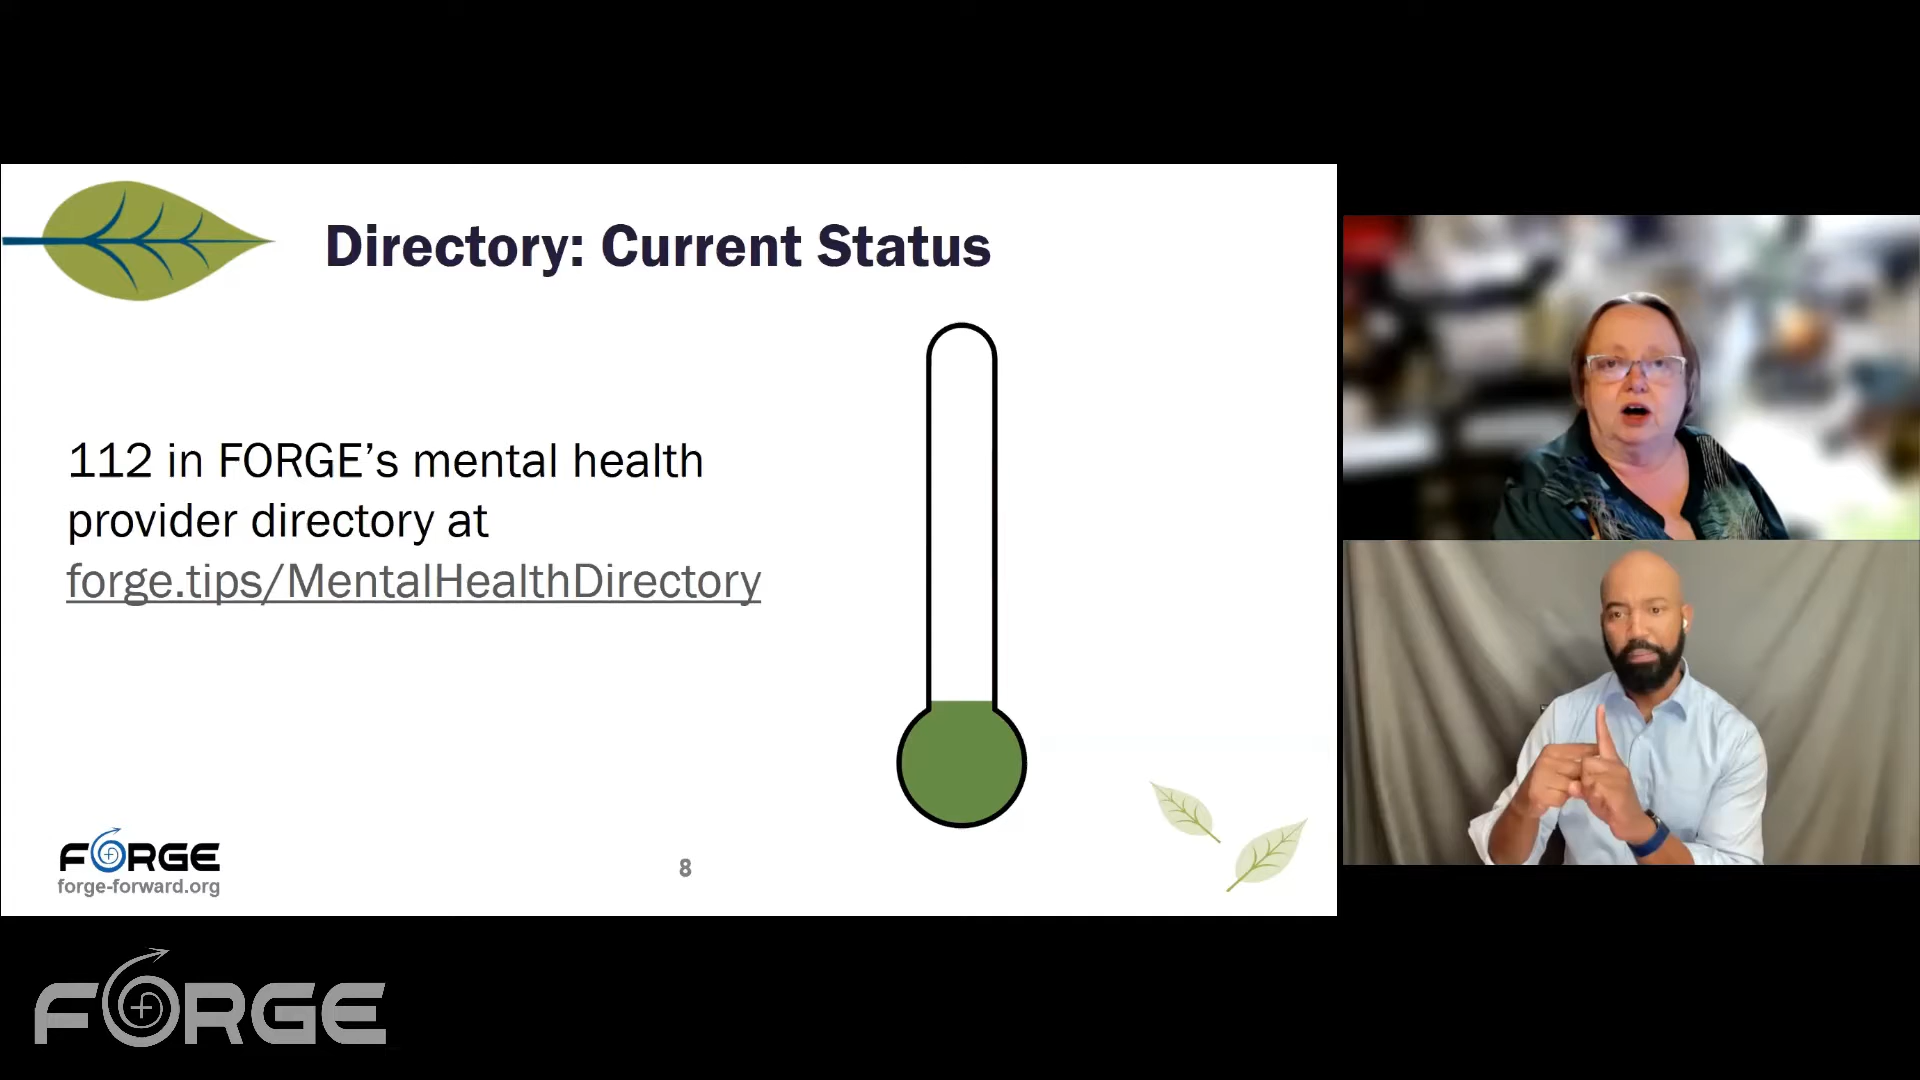 Directory: Current Status
112 in FORGE’s mental health
provider directory at
forge.tips/MentalHealthDirectory
FORGE
forge-forward.org
8
FORGE